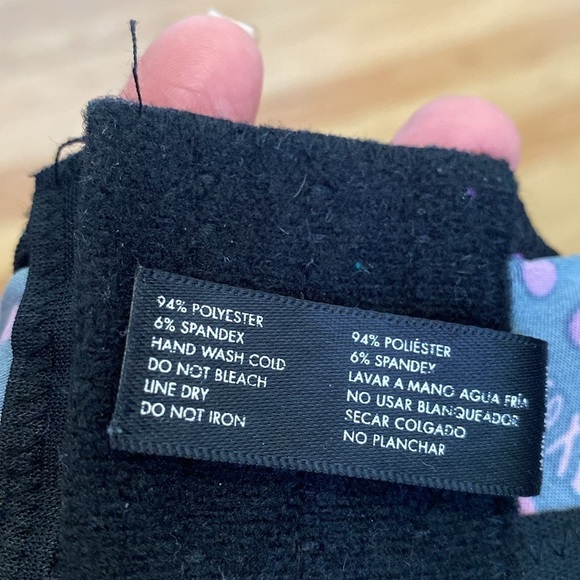 94% POLYESTER
6% SPANDEX
HAND WASH COLD
DO NOT BLEACH
LINE DRY
DO NOT IRON
94% POLIÉSTER
6% SPANDEX
LAVAR A MANO AGUA FRÍA
NO USAR BLANQUEADOR
SECAR COLGADO
NO PLANCHAR